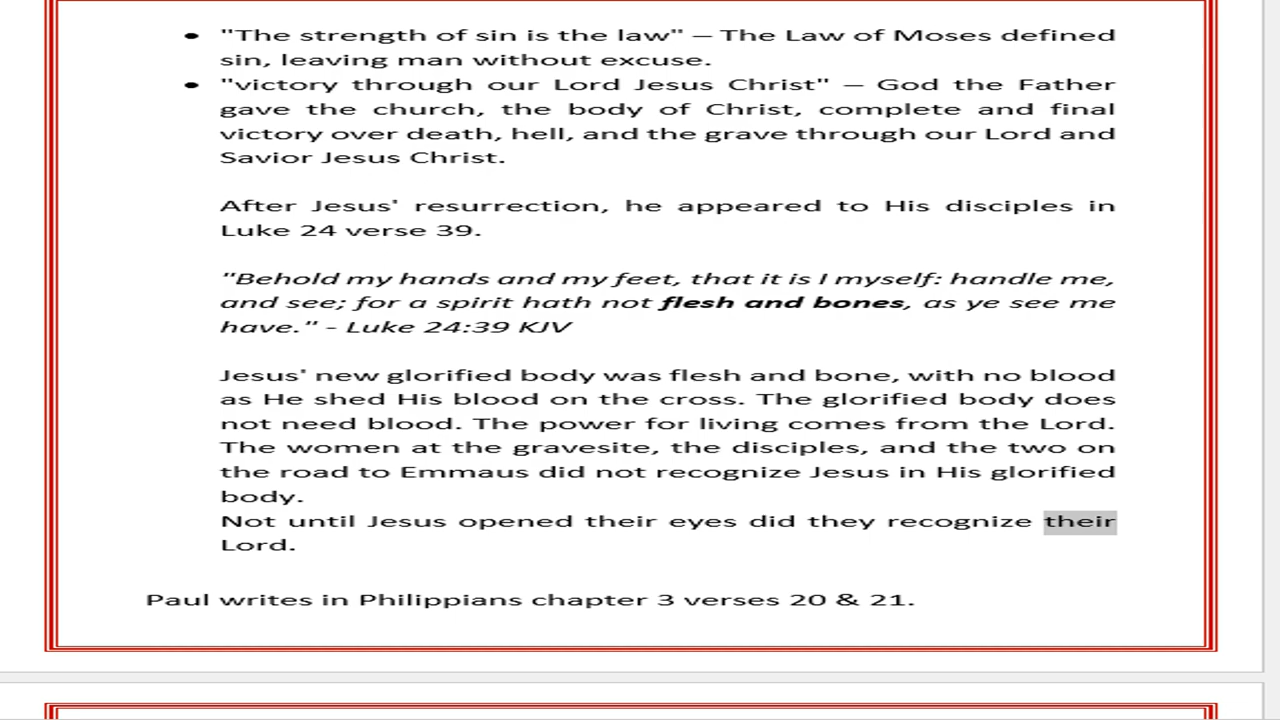 • "The strength of sin is the law" – The Law of Moses defined
sin, leaving man without excuse.
• "victory through our Lord Jesus Christ" – God the Father
gave the church, the body of Christ, complete and final
victory over death, hell, and the grave through our Lord and
Savior Jesus Christ.
After Jesus' resurrection, he appeared to His disciples in
Luke 24 verse 39.
"Behold my hands and my feet, that it is I myself: handle me,
and see; for a spirit hath not flesh and bones, as ye see me
have." - Luke 24:39 KJV
Jesus' new glorified body was flesh and bone, with no blood
as He shed His blood on the cross. The glorified body does
not need blood. The power for living comes from the Lord.
The women at the gravesite, the disciples, and the two on
the road to Emmaus did not recognize Jesus in His glorified
body.
Not until Jesus opened their eyes did they recognize their
Lord.
Paul writes in Philippians chapter 3 verses 20 & 21.